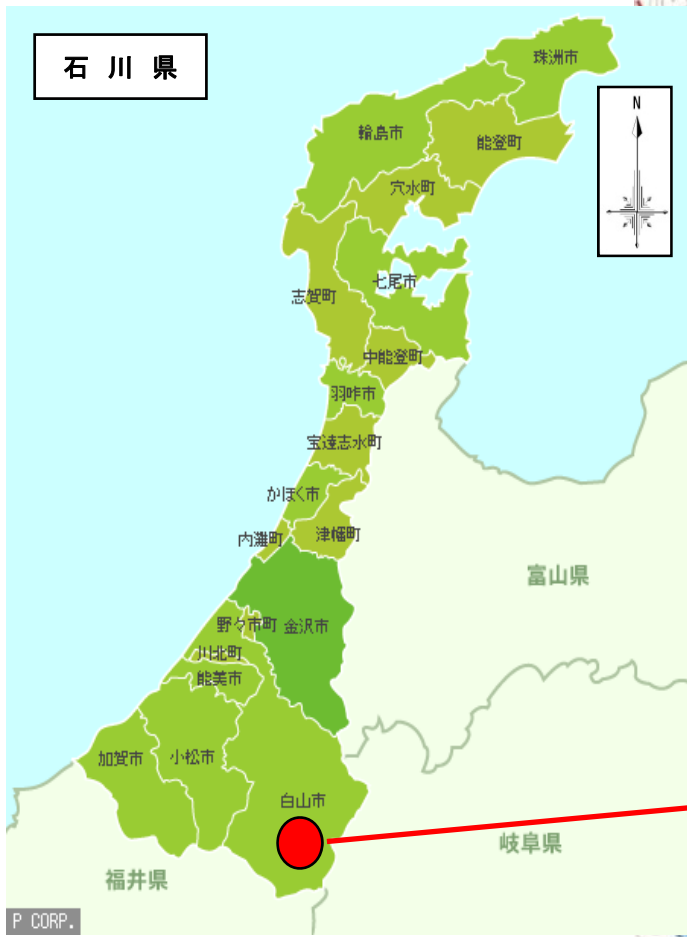 石川県
珠洲市
N
輪島市
能登町
穴水町
七尾市
志賀町
中能登町
羽咋市
宝達志水町
かほく市
津幡町
内灘町
富山県
野々市町
金沢市
川北町
能美市
加賀市
小松市
白山市
岐阜県
福井県
P CORP.